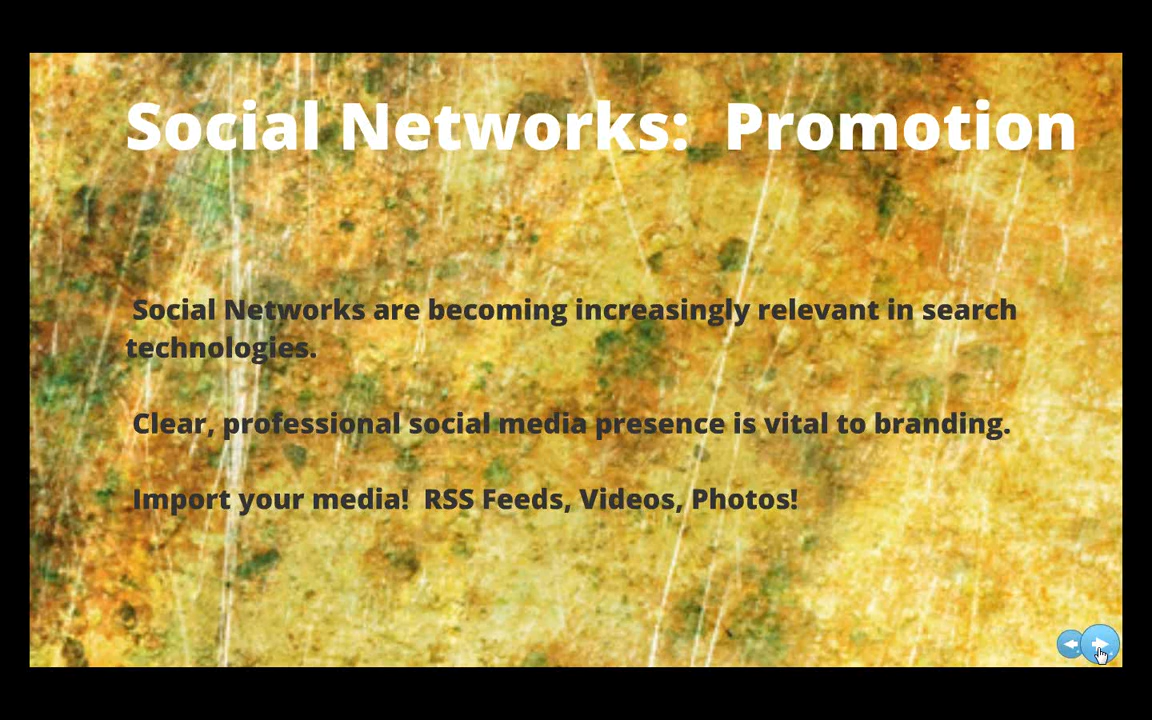 Social Networks:  Promotion
Social Networks are becoming increasingly relevant in search
technologies.
Clear, professional social media presence is vital to branding.
Import your media!  RSS Feeds, Videos, Photos!